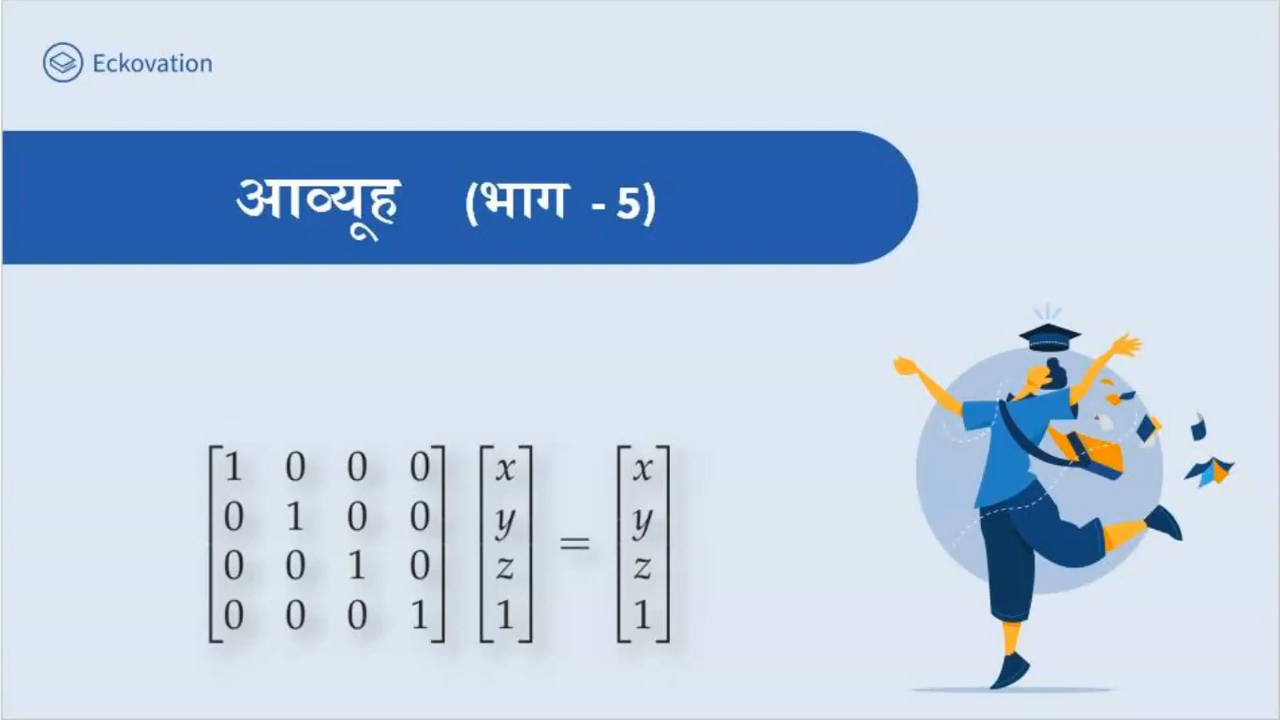 Eckovation
आव्यूह (भाग - 5)
1 0 0 0 x x
0 1 0 0 y y
0 0 1 0 z = z
0 0 0 1 1 1